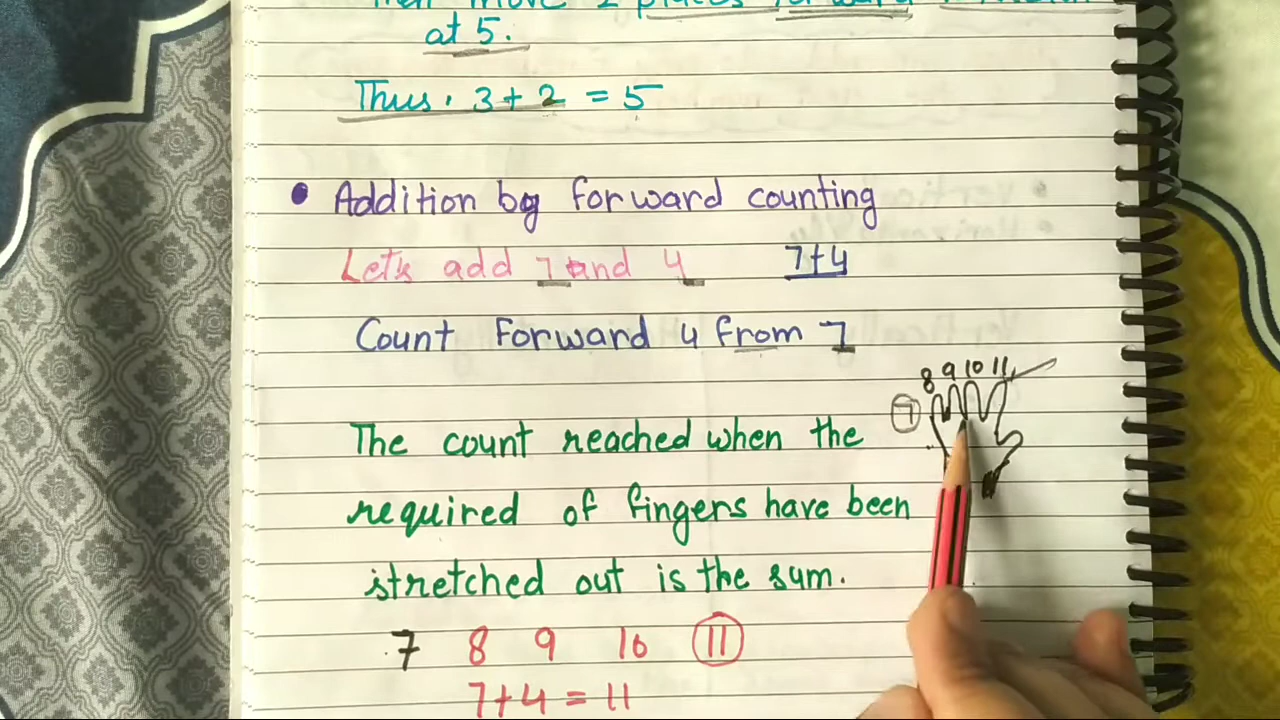 at 5.
Thus. 3 + 2 = 5
• Addition by forward counting
Let's add 7 and 4 7+4
Count Forward 4 from 7
8 9 10 11
7
The count reached when the
required of fingers have been
stretched out is the sum.
7 8 9 10 11
7+4 = 11